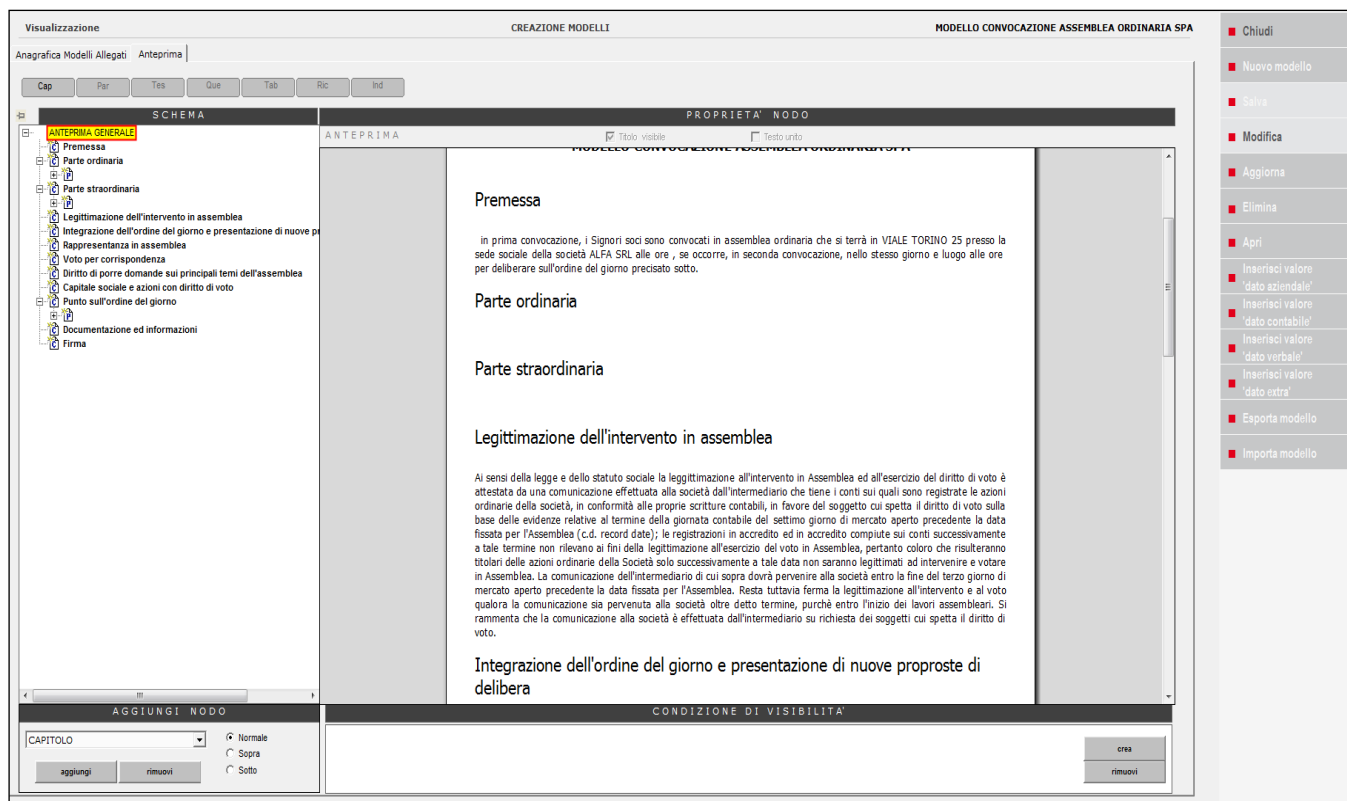 Visualizzazione
CREAZIONE MODELLI
MODELLO CONVOCAZIONE ASSEMBLEA ORDINARIA SPA
Anagrafica Modelli Allegati
Anteprima
Cap
Par
Tes
Que
Tab
Ric
Ind
SCHEMA
ANTEPRIMA GENERALE
Premessa
Parte ordinaria
P
Parte straordinaria
P
Legittimazione dell'intervento in assemblea
Integrazione dell'ordine del giorno e presentazione di nuove pr
Rappresentanza in assemblea
Voto per corrispondenza
Diritto di porre domande sui principali temi dell'assemblea
Capitale sociale e azioni con diritto di voto
Punto sull'ordine del giorno
P
Documentazione ed informazioni
Firma
PROPRIETA' NODO
ANTEPRIMA
Titolo visibile
Testo unito
MODELLO CONVOCAZIONE ASSEMBLEA ORDINARIA SPA
Premessa
in prima convocazione, i Signori soci sono convocati in assemblea ordinaria che si terrà in VIALE TORINO 25 presso la
sede sociale della società ALFA SRL alle ore , se occorre, in seconda convocazione, nello stesso giorno e luogo alle ore
per deliberare sull'ordine del giorno precisato sotto.
Parte ordinaria
Parte straordinaria
Legittimazione dell'intervento in assemblea
Ai sensi della legge e dello statuto sociale la leggittimazione all'intervento in Assemblea ed all'esercizio del diritto di voto è
attestata da una comunicazione effettuata alla società dall'intermediario che tiene i conti sui quali sono registrate le azioni
ordinarie della società, in conformità alle proprie scritture contabili, in favore del soggetto cui spetta il diritto di voto sulla
base delle evidenze relative al termine della giornata contabile del settimo giorno di mercato aperto precedente la data
fissata per l'Assemblea (c.d. record date); le registrazioni in accredito ed in accredito compiute sui conti successivamente
a tale termine non rilevano ai fini della legittimazione all'esercizio del voto in Assemblea, pertanto coloro che risulteranno
titolari delle azioni ordinarie della Società solo successivamente a tale data non saranno legittimati ad intervenire e votare
in Assemblea. La comunicazione dell'intermediario di cui sopra dovrà pervenire alla società entro la fine del terzo giorno di
mercato aperto precedente la data fissata per l'Assemblea. Resta tuttavia ferma la legittimazione all'intervento e al voto
qualora la comunicazione sia pervenuta alla società oltre detto termine, purchè entro l'inizio dei lavori assembleari. Si
rammenta che la comunicazione alla società è effettuata dall'intermediario su richiesta dei soggetti cui spetta il diritto di
voto.
Integrazione dell'ordine del giorno e presentazione di nuove proproste di
delibera
AGGIUNGI NODO
CAPITOLO
Normale
Sopra
Sotto
aggiungi
rimuovi
CONDIZIONE DI VISIBILITA'
crea
rimuovi
Chiudi
Nuovo modello
Salva
Modifica
Aggiorna
Elimina
Apri
Inserisci valore
'dato aziendale'
Inserisci valore
'dato contabile'
Inserisci valore
'dato verbale'
Inserisci valore
'dato extra'
Esporta modello
Importa modello